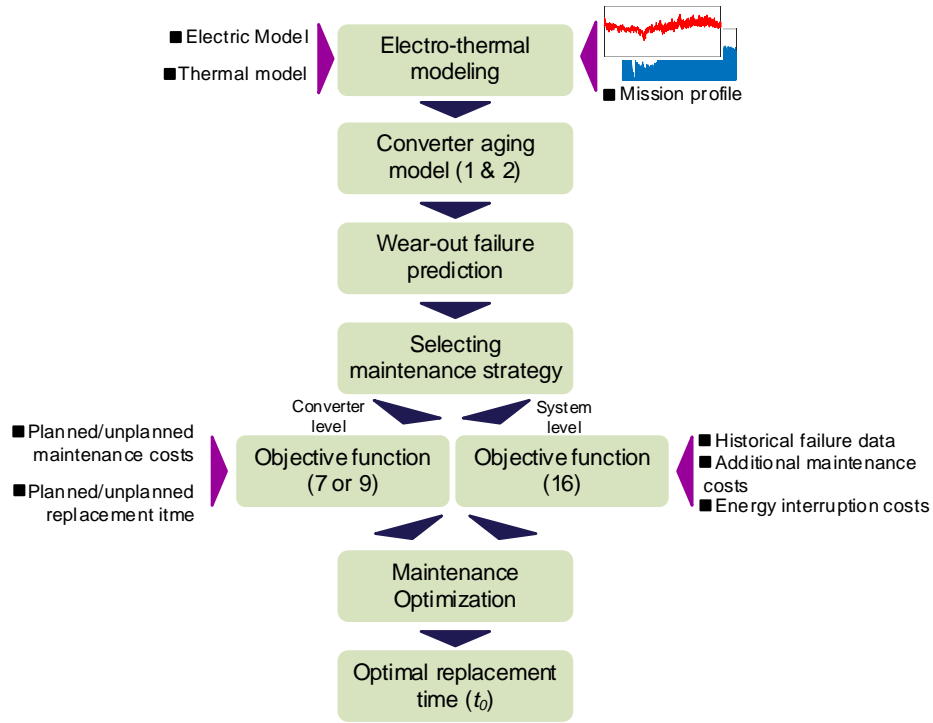 ■ Electric Model
■ Thermal model
Electro-thermal
modeling
■ Mission profile
Converter aging
model (1 & 2)
Wear-out failure
prediction
Selecting
maintenance strategy
Converter
level
System
level
■ Planned/unplanned
maintenance costs
■ Planned/unplanned
replacement itme
Objective function
(7 or 9)
Objective function
(16)
■ Historical failure data
■ Additional maintenance
costs
■ Energy interruption costs
Maintenance
Optimization
Optimal replacement
time (t0)